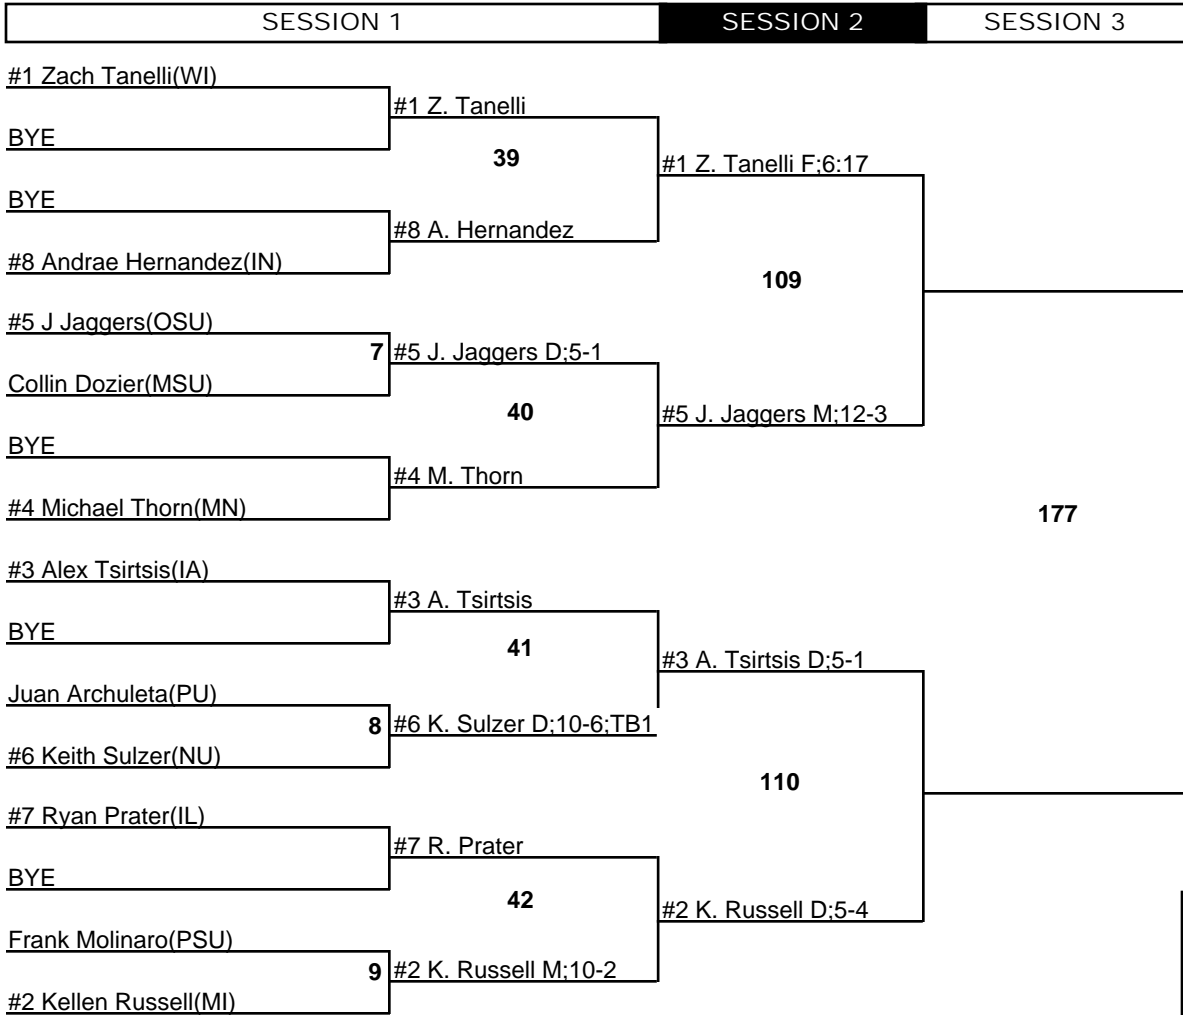 SESSION 1
SESSION 2
SESSION 3
#1 Zach Tanelli(WI)
#1 Z. Tanelli
BYE
39
#1 Z. Tanelli F;6:17
BYE
#8 A. Hernandez
#8 Andrae Hernandez(IN)
109
#5 J Jaggers(OSU)
7
#5 J. Jaggers D;5-1
Collin Dozier(MSU)
40
#5 J. Jaggers M;12-3
BYE
#4 M. Thorn
#4 Michael Thorn(MN)
177
#3 Alex Tsirtsis(IA)
#3 A. Tsirtsis
BYE
41
#3 A. Tsirtsis D;5-1
Juan Archuleta(PU)
8
#6 K. Sulzer D;10-6;TB1
#6 Keith Sulzer(NU)
110
#7 Ryan Prater(IL)
#7 R. Prater
BYE
42
#2 K. Russell D;5-4
Frank Molinaro(PSU)
9
#2 K. Russell M;10-2
#2 Kellen Russell(MI)